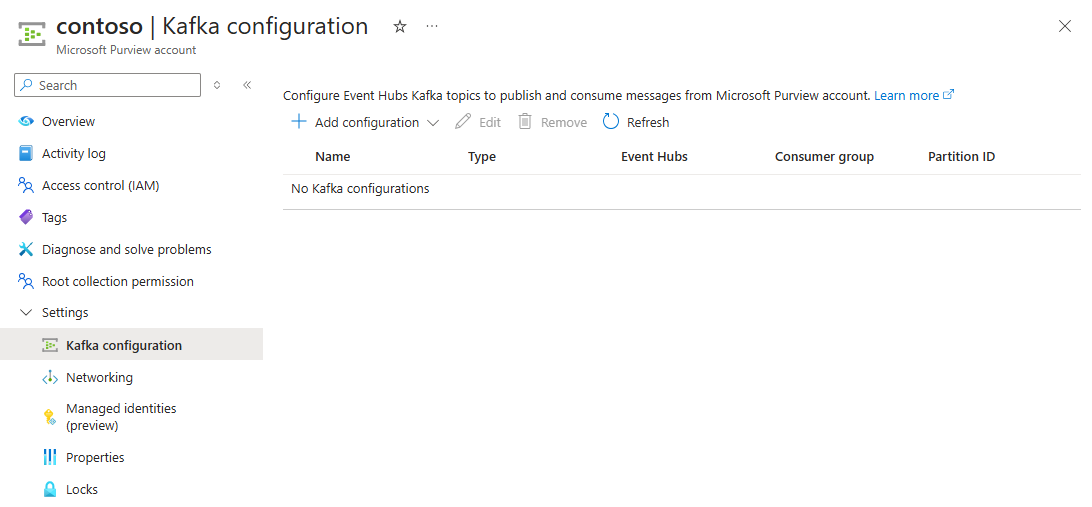 contoso | Kafka configuration
Microsoft Purview account
Search
Overview
Activity log
Access control (IAM)
Tags
Diagnose and solve problems
Root collection permission
Settings
Kafka configuration
Networking
Managed identities
(preview)
Properties
Locks
Configure Event Hubs Kafka topics to publish and consume messages from Microsoft Purview account. Learn more
Add configuration Edit Remove Refresh
Name Type Event Hubs Consumer group Partition ID
No Kafka configurations